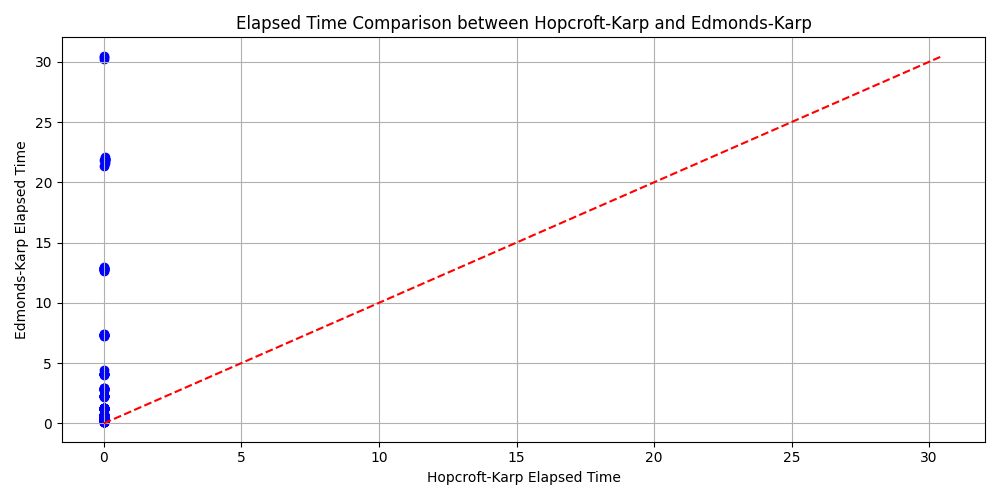 Elapsed Time Comparison between Hopcroft-Karp and Edmonds-Karp
Edmonds-Karp Elapsed Time
30
25
20
15
10
5
0
0 5 10 15 20 25 30
Hopcroft-Karp Elapsed Time